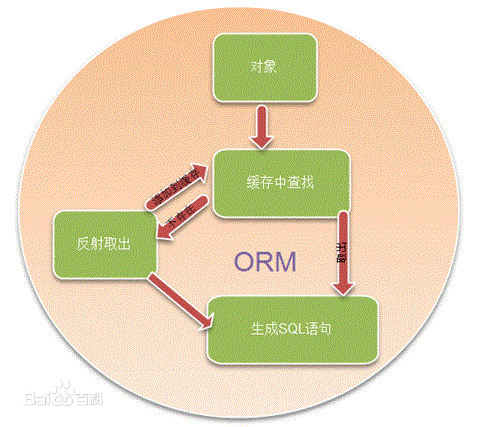 对象
缓存中查找
添加到缓存
不存在
反射取出
取出
ORM
生成SQL语句
Baidu百科